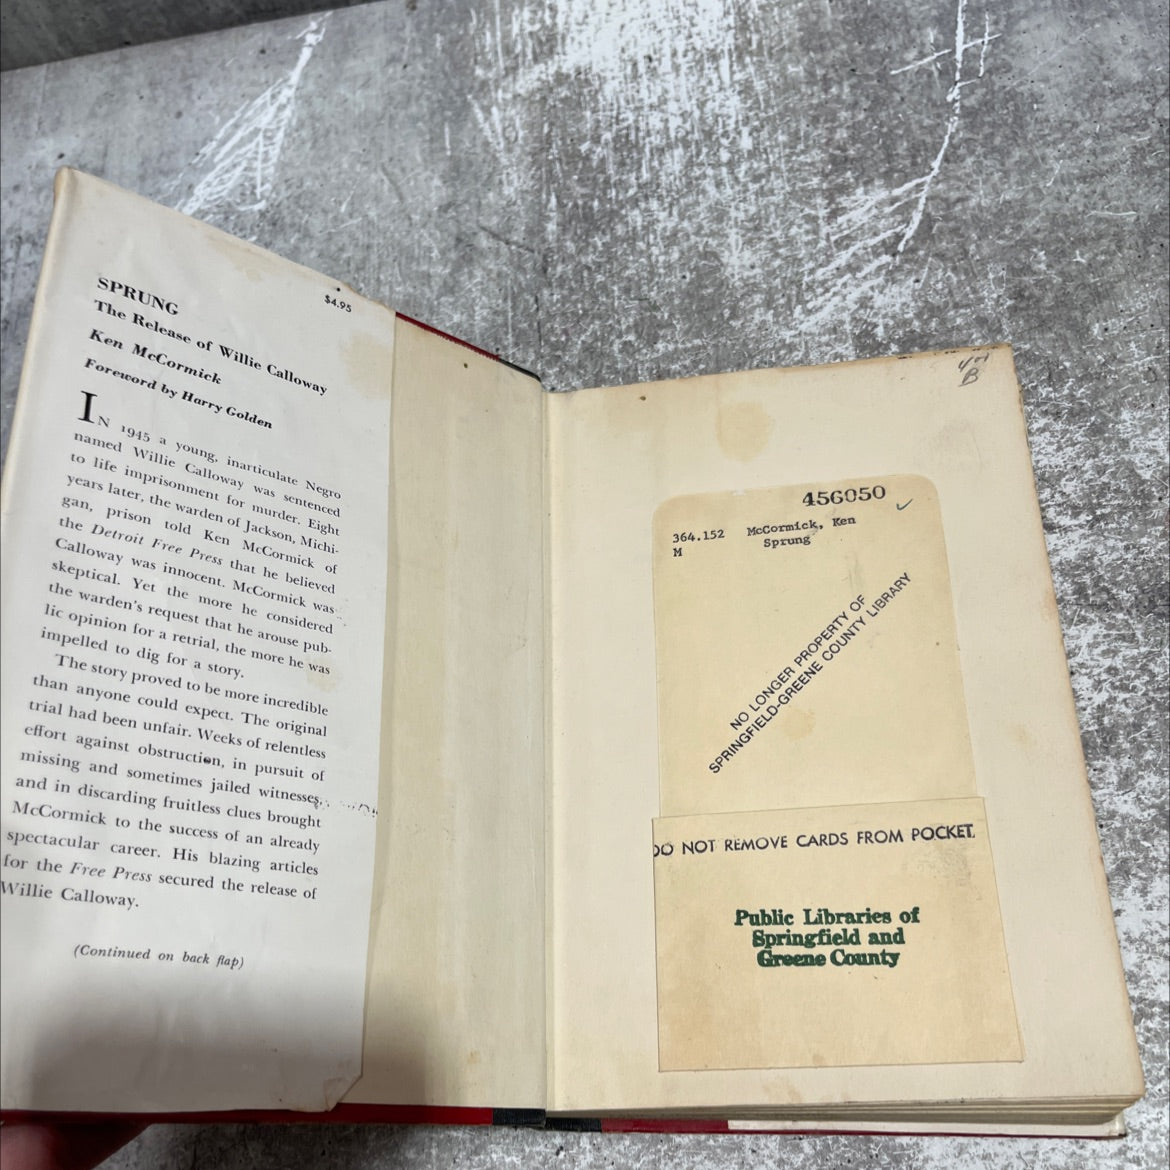 $4.95
SPRUNG
The Release of Willie Calloway
Ken McCormick
Foreword by Harry Golden
IN 1945 a young, inarticulate Negro
named Willie Calloway was sentenced
to life imprisonment for murder. Eight
years later, the warden of Jackson, Michi-
gan, prison told Ken McCormick of
the Detroit Free Press that he believed
Calloway was innocent. McCormick was
skeptical. Yet the more he considered
the warden's request that he arouse pub-
lic opinion for a retrial, the more he was
impelled to dig for a story.
The story proved to be more incredible
than anyone could expect. The original
trial had been unfair. Weeks of relentless
effort against obstruction, in pursuit of
missing and sometimes jailed witnesses,
and in discarding fruitless clues brought
McCormick to the success of an already
spectacular career. His blazing articles
for the Free Press secured the release of
Willie Calloway.
(Continued on back flap)
B
456050
364.152 McCormick, Ken
M Sprung
NO LONGER PROPERTY OF
SPRINGFIELD-GREENE COUNTY LIBRARY
DO NOT REMOVE CARDS FROM POCKET.
Public Libraries of
Springfield and
Greene County